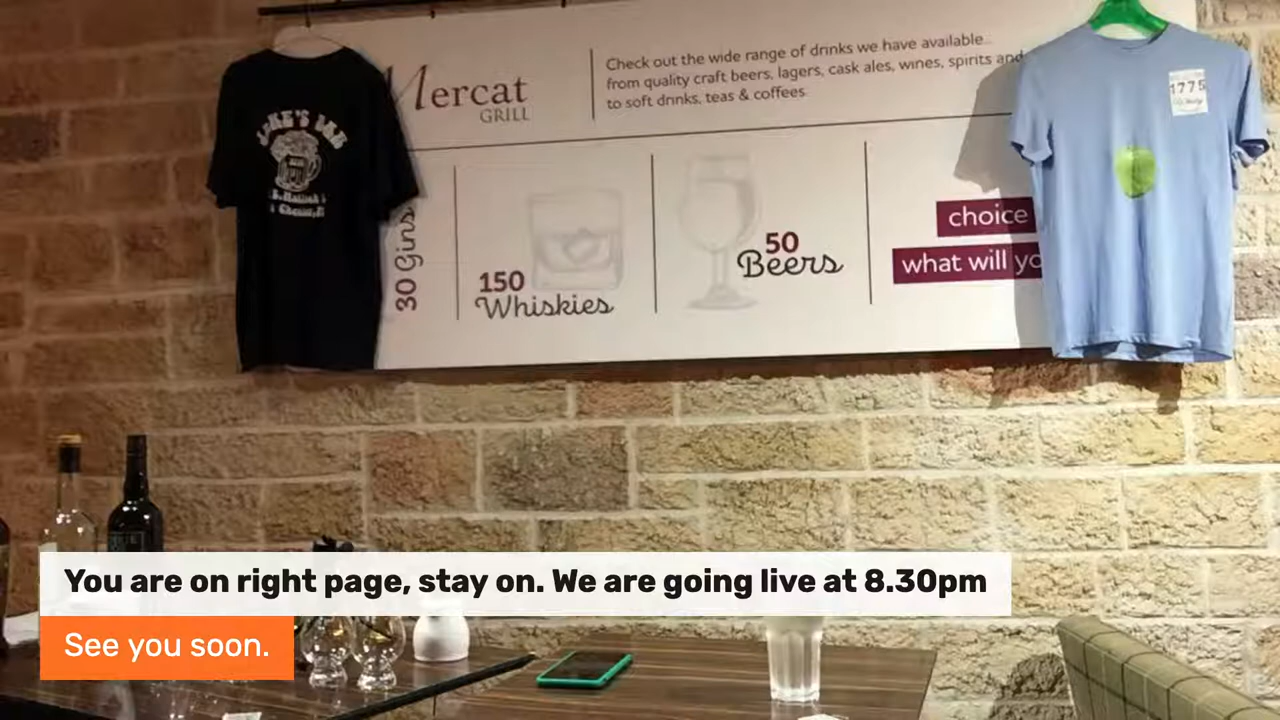 Mercat
GRILL
Check out the wide range of drinks we have available...
from quality craft beers, lagers, cask ales, wines, spirits and
to soft drinks, teas & coffees
30 Gins
150
Whiskies
50
Beers
choice
what will yo
1775
You are on right page, stay on. We are going live at 8.30pm
See you soon.